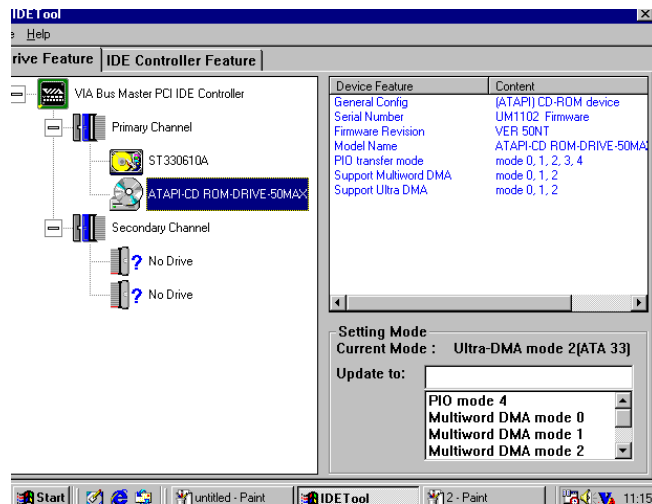 IDETool
Help
rive Feature
IDE Controller Feature
VIA Bus Master PCI IDE Controller
Primary Channel
ST330610A
ATAPI-CD ROM-DRIVE-50MAX
Secondary Channel
No Drive
No Drive
Device Feature Content
General Config (ATAPI) CD-ROM device
Serial Number UM1102 Firmware
Firmware Revision VER 50NT
Model Name ATAPI-CD ROM-DRIVE-50MA
PIO transfer mode mode 0, 1, 2, 3, 4
Support Multiword DMA mode 0, 1, 2
Support Ultra DMA mode 0, 1, 2
Setting Mode
Current Mode : Ultra-DMA mode 2(ATA 33)
Update to:
PIO mode 4
Multiword DMA mode 0
Multiword DMA mode 1
Multiword DMA mode 2
Start
untitled - Paint
IDETool
2 - Paint
11:15